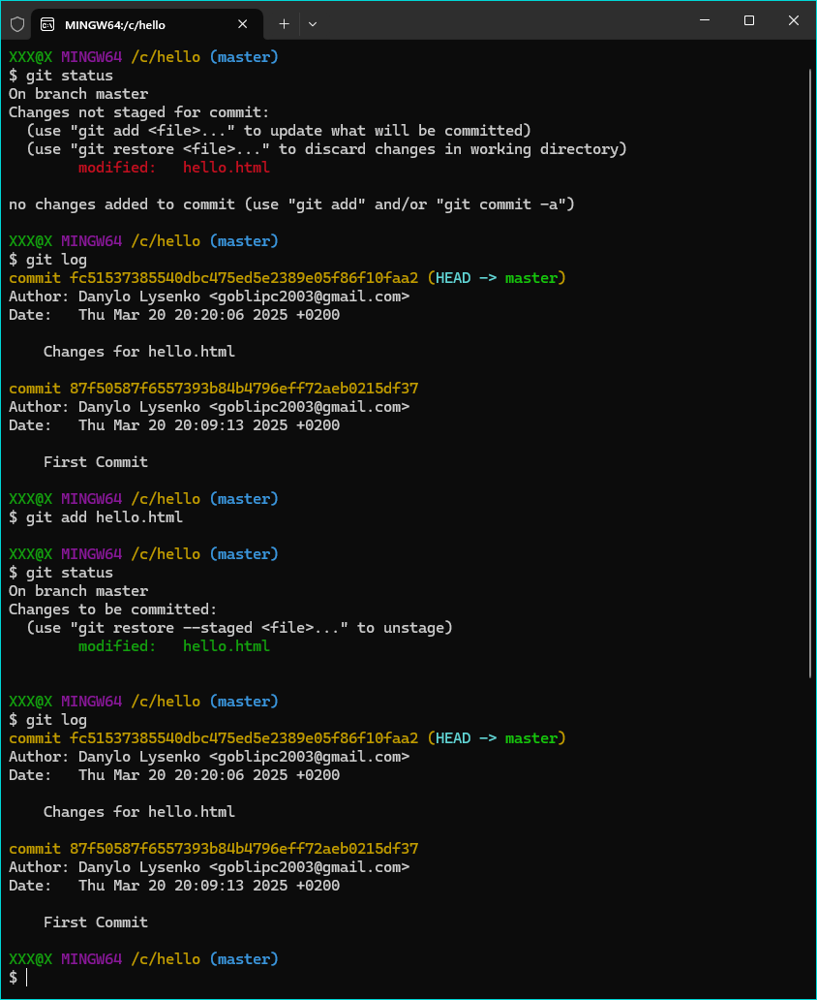 MINGW64:/c/hello
XXX@X MINGW64 /c/hello (master)
$ git status
On branch master
Changes not staged for commit:
  (use "git add <file>..." to update what will be committed)
  (use "git restore <file>..." to discard changes in working directory)
        modified:   hello.html

no changes added to commit (use "git add" and/or "git commit -a")

XXX@X MINGW64 /c/hello (master)
$ git log
commit fc51537385540dbc475ed5e2389e05f86f10faa2 (HEAD -> master)
Author: Danylo Lysenko <goblipc2003@gmail.com>
Date:   Thu Mar 20 20:20:06 2025 +0200

    Changes for hello.html

commit 87f50587f6557393b84b4796eff72aeb0215df37
Author: Danylo Lysenko <goblipc2003@gmail.com>
Date:   Thu Mar 20 20:09:13 2025 +0200

    First Commit

XXX@X MINGW64 /c/hello (master)
$ git add hello.html

XXX@X MINGW64 /c/hello (master)
$ git status
On branch master
Changes to be committed:
  (use "git restore --staged <file>..." to unstage)
        modified:   hello.html


XXX@X MINGW64 /c/hello (master)
$ git log
commit fc51537385540dbc475ed5e2389e05f86f10faa2 (HEAD -> master)
Author: Danylo Lysenko <goblipc2003@gmail.com>
Date:   Thu Mar 20 20:20:06 2025 +0200

    Changes for hello.html

commit 87f50587f6557393b84b4796eff72aeb0215df37
Author: Danylo Lysenko <goblipc2003@gmail.com>
Date:   Thu Mar 20 20:09:13 2025 +0200

    First Commit

XXX@X MINGW64 /c/hello (master)
$